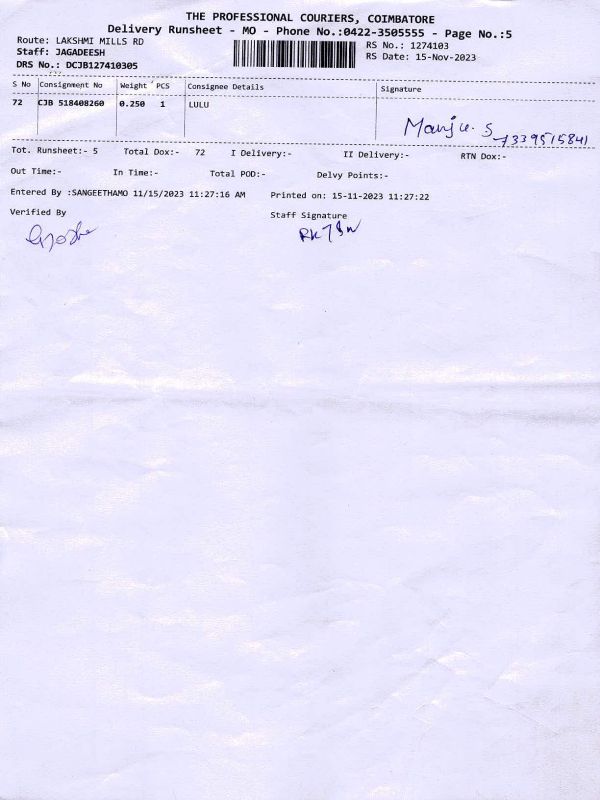 THE PROFESSIONAL COURIERS, COIMBATORE
Delivery Runsheet - MO - Phone No.:0422-3505555 - Page No.:5
Route: LAKSHMI MILLS RD
RS No.: 1274103
Staff: JAGADEESH
RS Date: 15-Nov-2023
DRS No.: DCJB127410305
S No Consignment No Weight PCS Consignee Details Signature
72 CJB 518408260 0.250 1 LULU
Manju. S 7339515841
Tot. Runsheet:- 5 Total Dox:- 72 I Delivery:- II Delivery:- RTN Dox:-
Out Time:- In Time:- Total POD:- Delvy Points:-
Entered By :SANGEETHAMO 11/15/2023 11:27:16 AM Printed on: 15-11-2023 11:27:22
Verified By Staff Signature